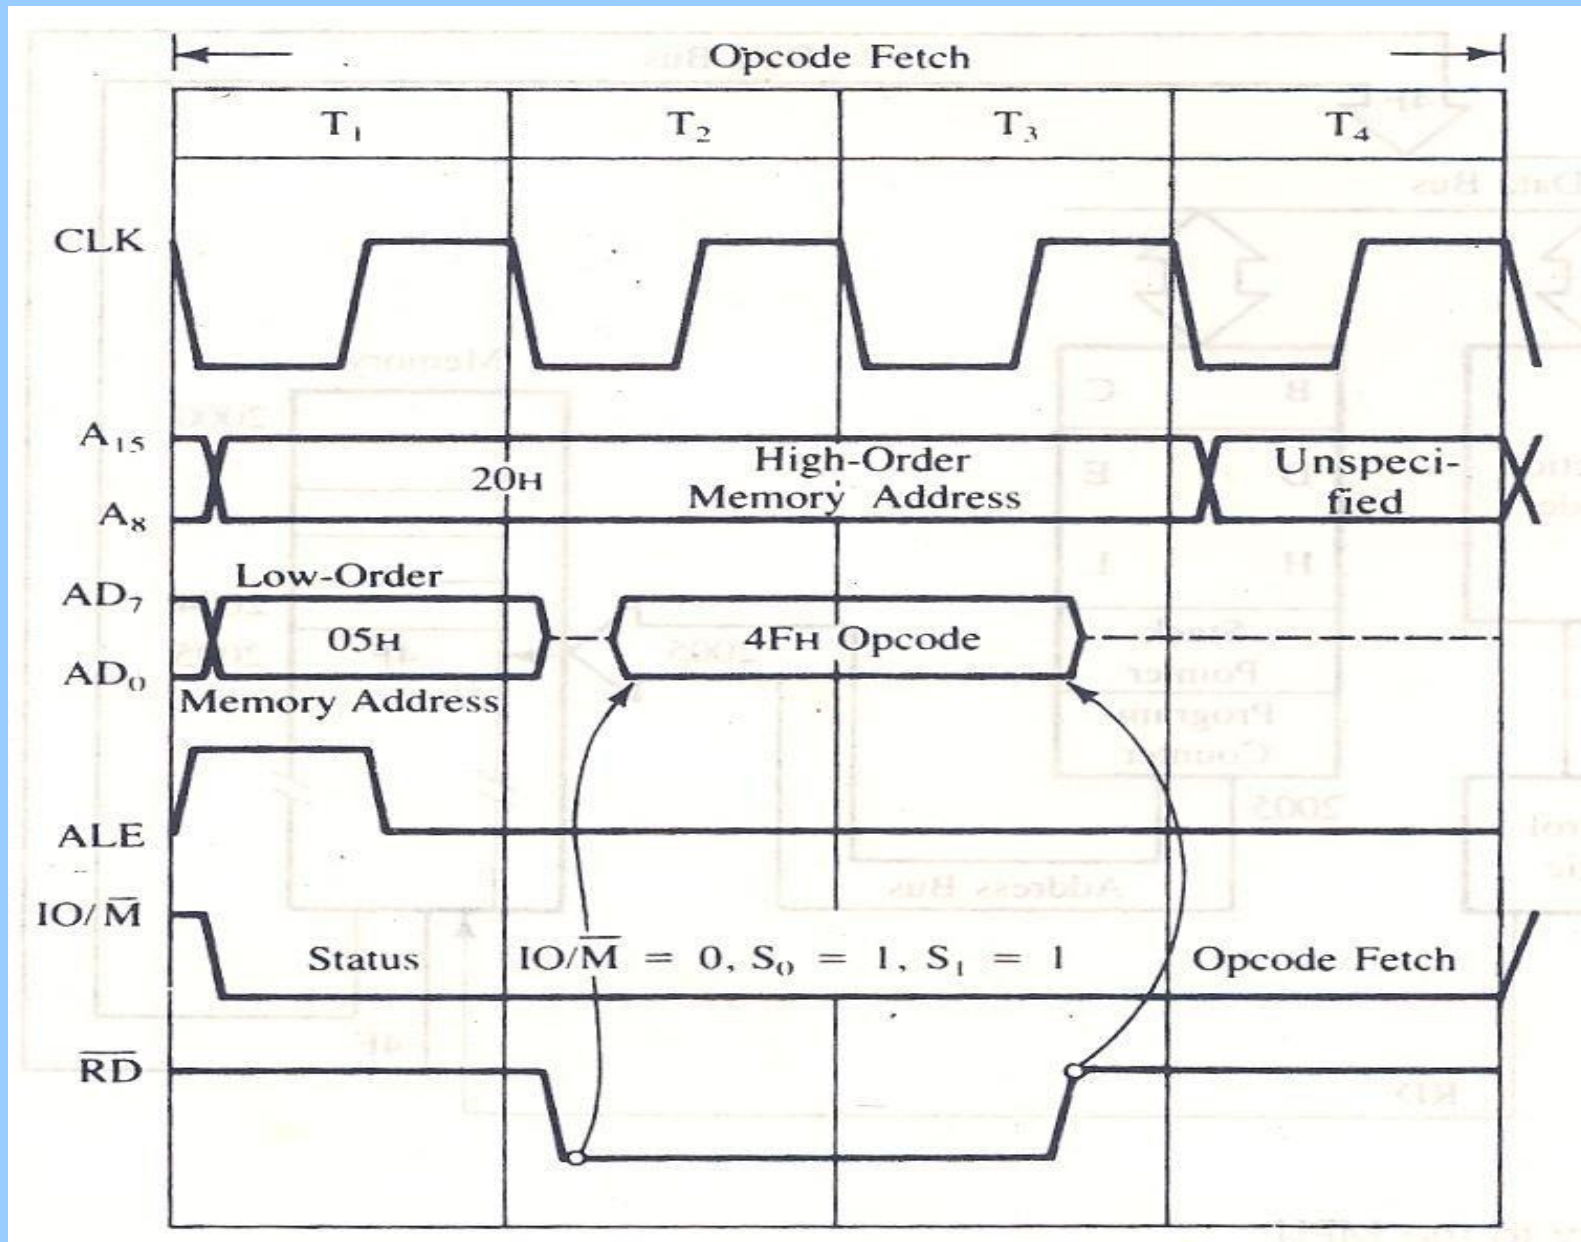 Opcode Fetch
T₁ T₂ T₃ T₄
CLK
A₁₅
20H
High-Order
Memory Address
Unspeci-
fied
A₈
Low-Order
AD₇
05H
4FH Opcode
AD₀
Memory Address
ALE
IO/M̅
Status IO/M̅ = 0, S₀ = 1, S₁ = 1 Opcode Fetch
R̅D̅